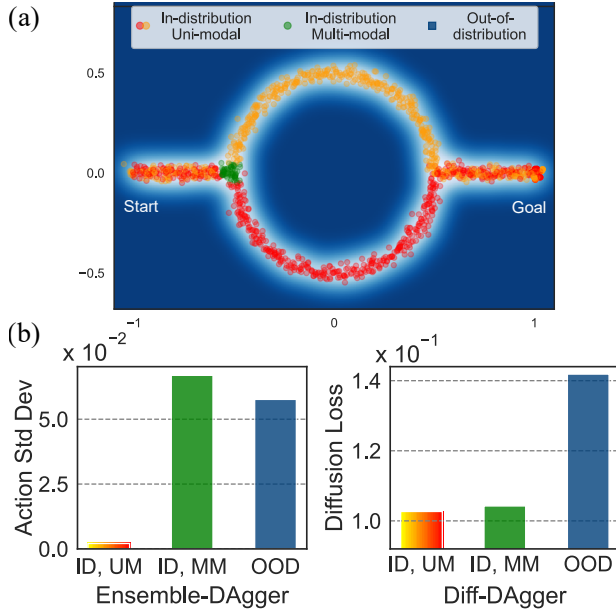 (a)
In-distribution Uni-modal
In-distribution Multi-modal
Out-of-distribution
0.5
0.0
−0.5
Start
Goal
−1
0
1
(b)
x 10⁻²
5.0
2.5
0.0
Action Std Dev
ID, UM
ID, MM
OOD
Ensemble-DAgger
x 10⁻¹
1.4
1.2
1.0
Diffusion Loss
ID, UM
ID, MM
OOD
Diff-DAgger